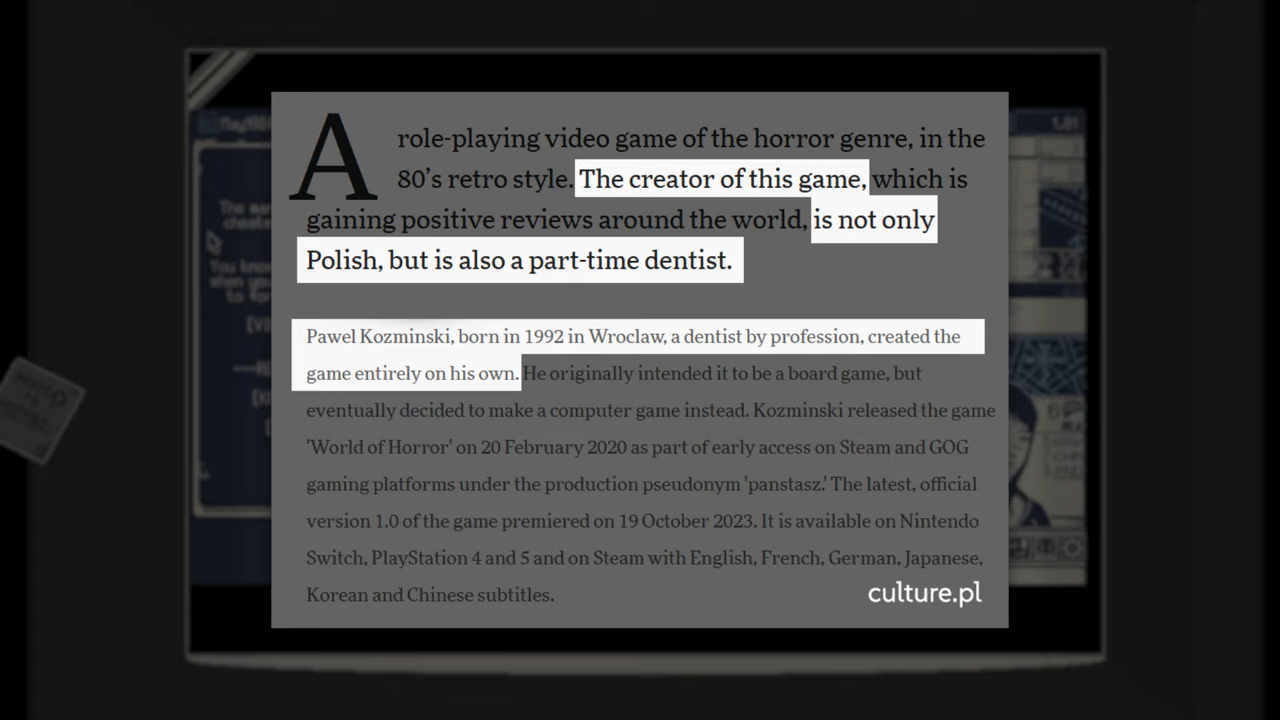 A role-playing video game of the horror genre, in the
80's retro style. The creator of this game, which is
gaining positive reviews around the world, is not only
Polish, but is also a part-time dentist.
Pawel Kozminski, born in 1992 in Wroclaw, a dentist by profession, created the
game entirely on his own. He originally intended it to be a board game, but
eventually decided to make a computer game instead. Kozminski released the game
'World of Horror' on 20 February 2020 as part of early access on Steam and GOG
gaming platforms under the production pseudonym 'panstasz.' The latest, official
version 1.0 of the game premiered on 19 October 2023. It is available on Nintendo
Switch, PlayStation 4 and 5 and on Steam with English, French, German, Japanese,
Korean and Chinese subtitles.
culture.pl